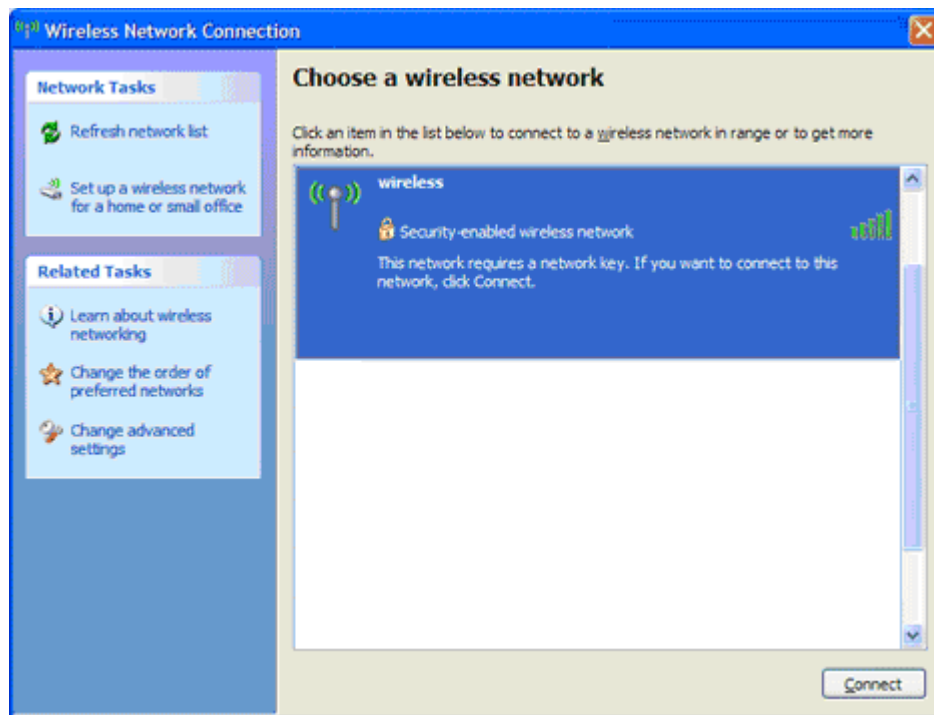 Wireless Network Connection
Network Tasks
Refresh network list
Set up a wireless network
for a home or small office
Related Tasks
Learn about wireless
networking
Change the order of
preferred networks
Change advanced
settings
Choose a wireless network
Click an item in the list below to connect to a wireless network in range or to get more
information.
wireless
Security-enabled wireless network
This network requires a network key. If you want to connect to this
network, click Connect.
Connect